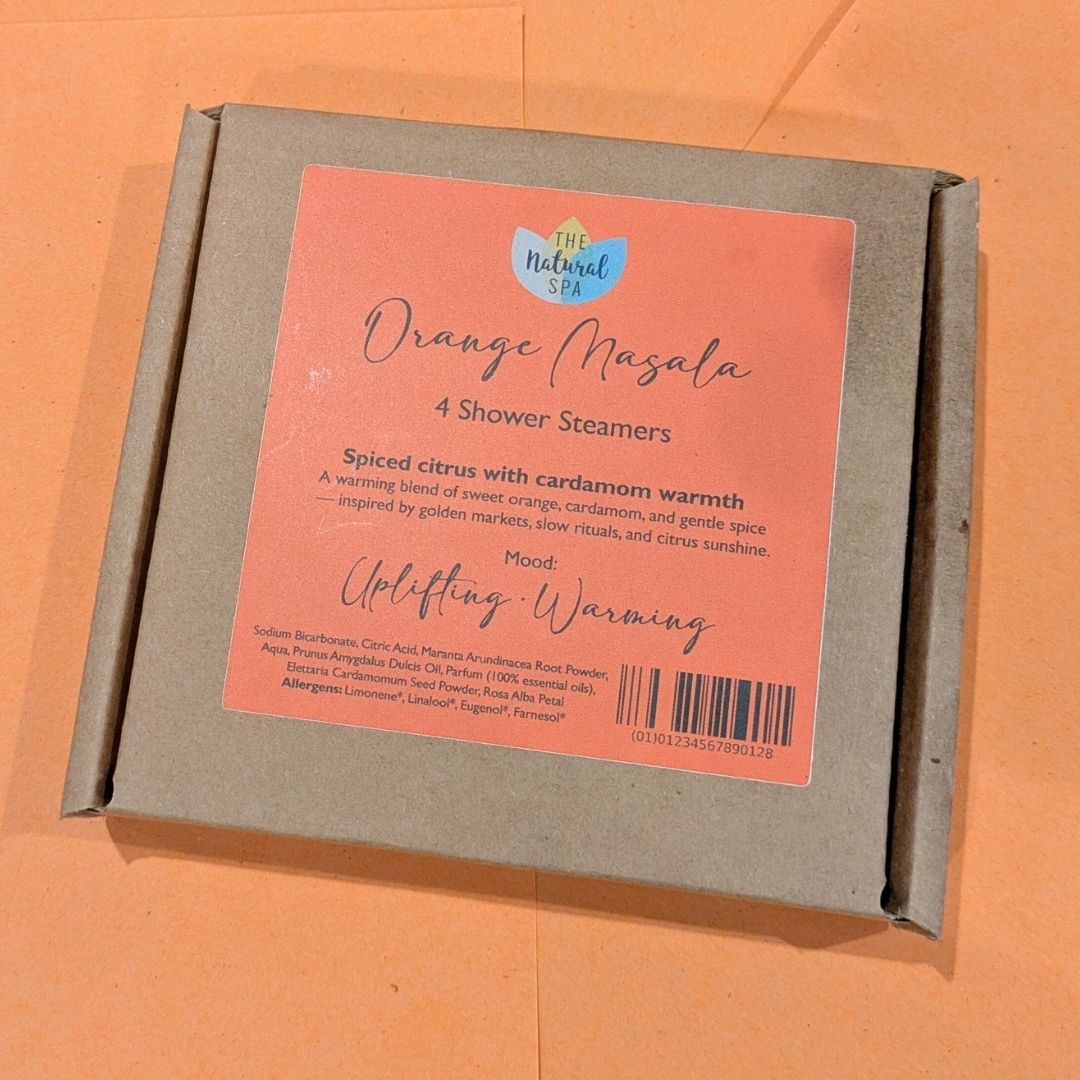 THE
Natural
SPA
Orange Masala
4 Shower Steamers
Spiced citrus with cardamom warmth
A warming blend of sweet orange, cardamom, and gentle spice
— inspired by golden markets, slow rituals, and citrus sunshine.
Mood:
Uplifting · Warming
Sodium Bicarbonate, Citric Acid, Maranta Arundinacea Root Powder,
Aqua, Prunus Amygdalus Dulcis Oil, Parfum (100% essential oils),
Elettaria Cardamomum Seed Powder, Rosa Alba Petal
Allergens: Limonene*, Linalool*, Eugenol*, Farnesol*
(01)01234567890128